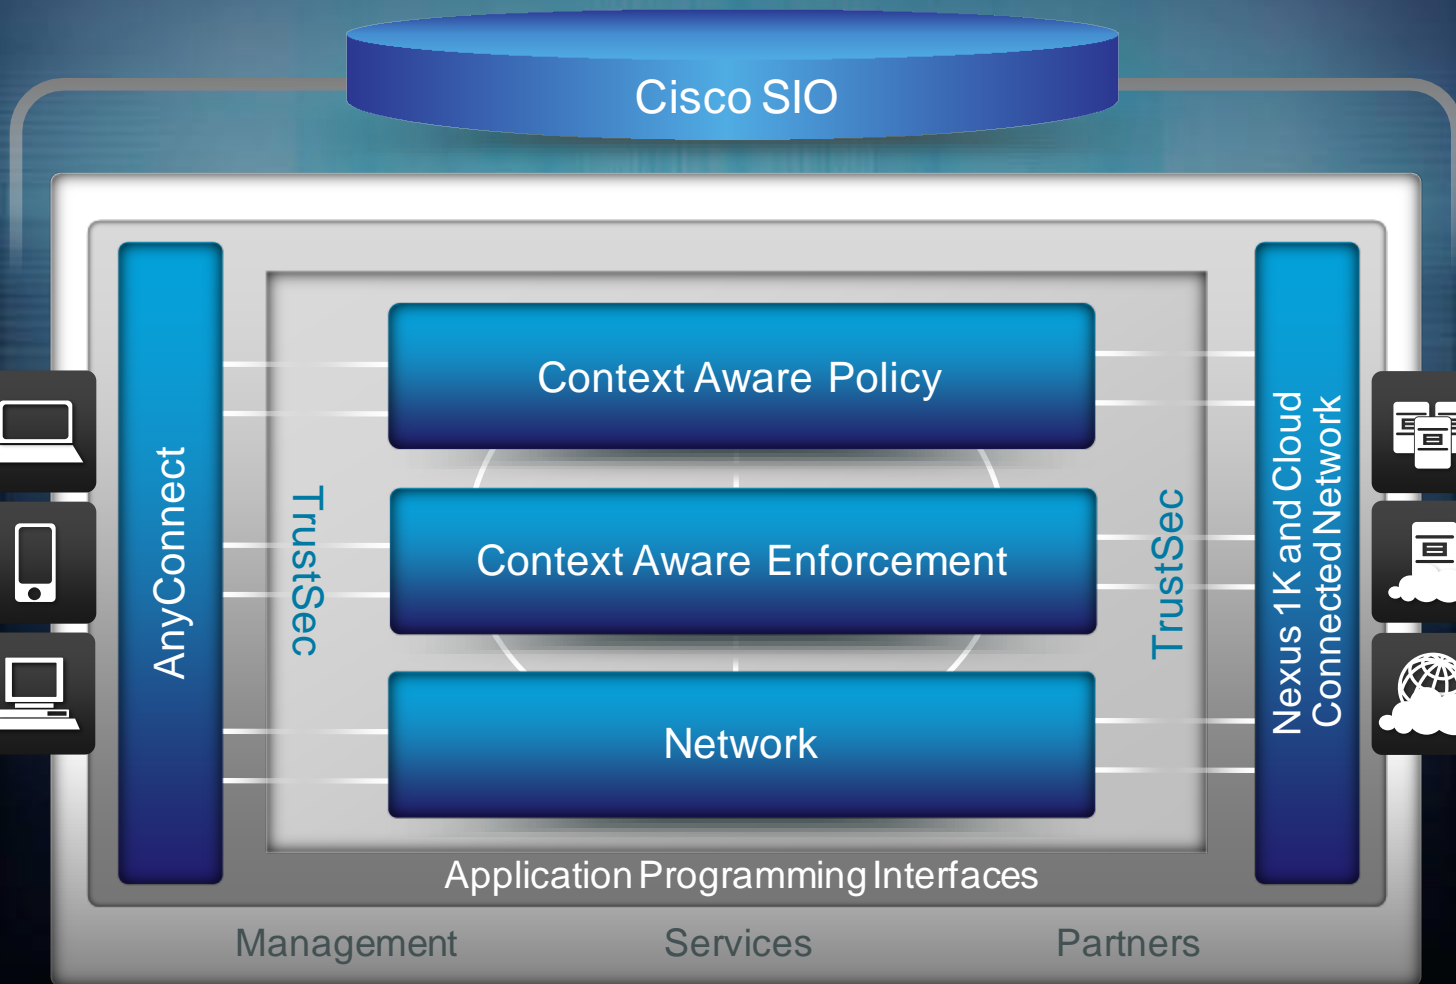 Cisco SIO
AnyConnect
TrustSec
Context Aware Policy
Context Aware Enforcement
Network
TrustSec
Nexus 1K and Cloud
Connected Network
Application Programming Interfaces
Management
Services
Partners